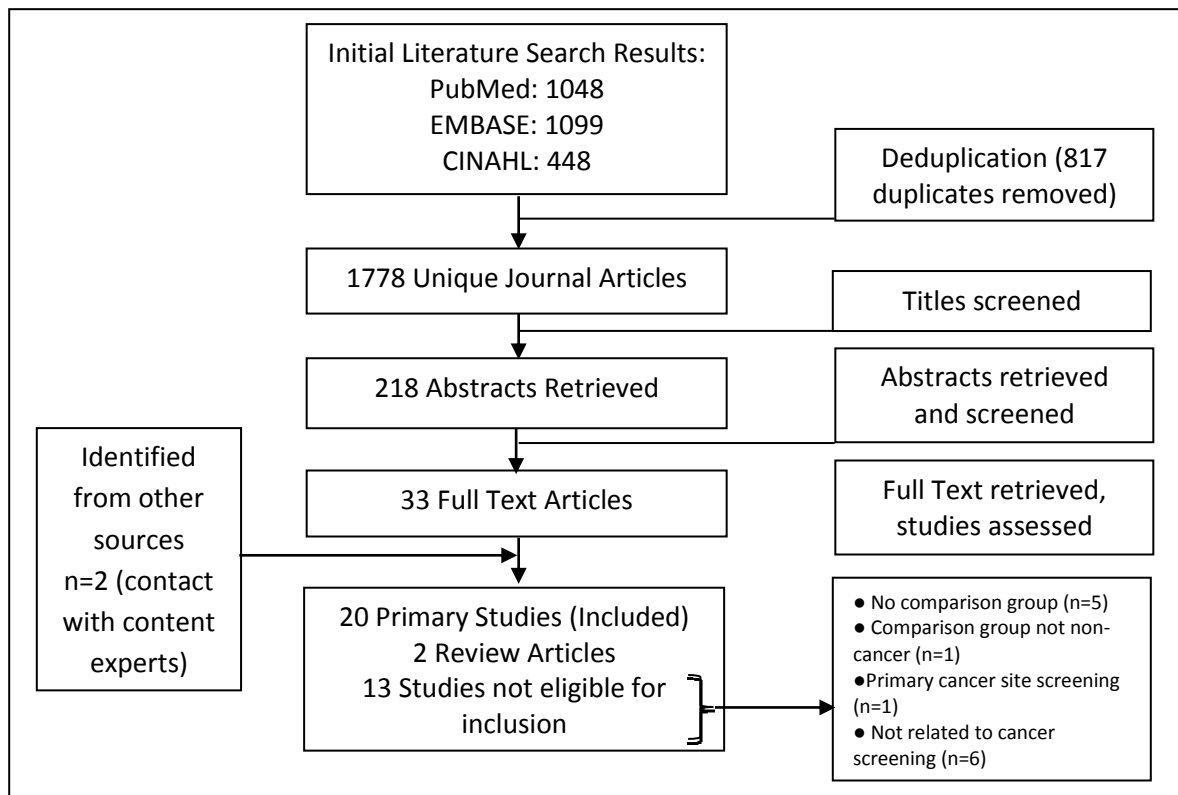 Initial Literature Search Results:
PubMed: 1048
EMBASE: 1099
CINAHL: 448
Deduplication (817
duplicates removed)
1778 Unique Journal Articles
Titles screened
218 Abstracts Retrieved
Abstracts retrieved
and screened
Identified
from other
sources
n=2 (contact
with content
experts)
33 Full Text Articles
Full Text retrieved,
studies assessed
20 Primary Studies (Included)
2 Review Articles
13 Studies not eligible for
inclusion
● No comparison group (n=5)
● Comparison group not non-
cancer (n=1)
●Primary cancer site screening
(n=1)
● Not related to cancer
screening (n=6)